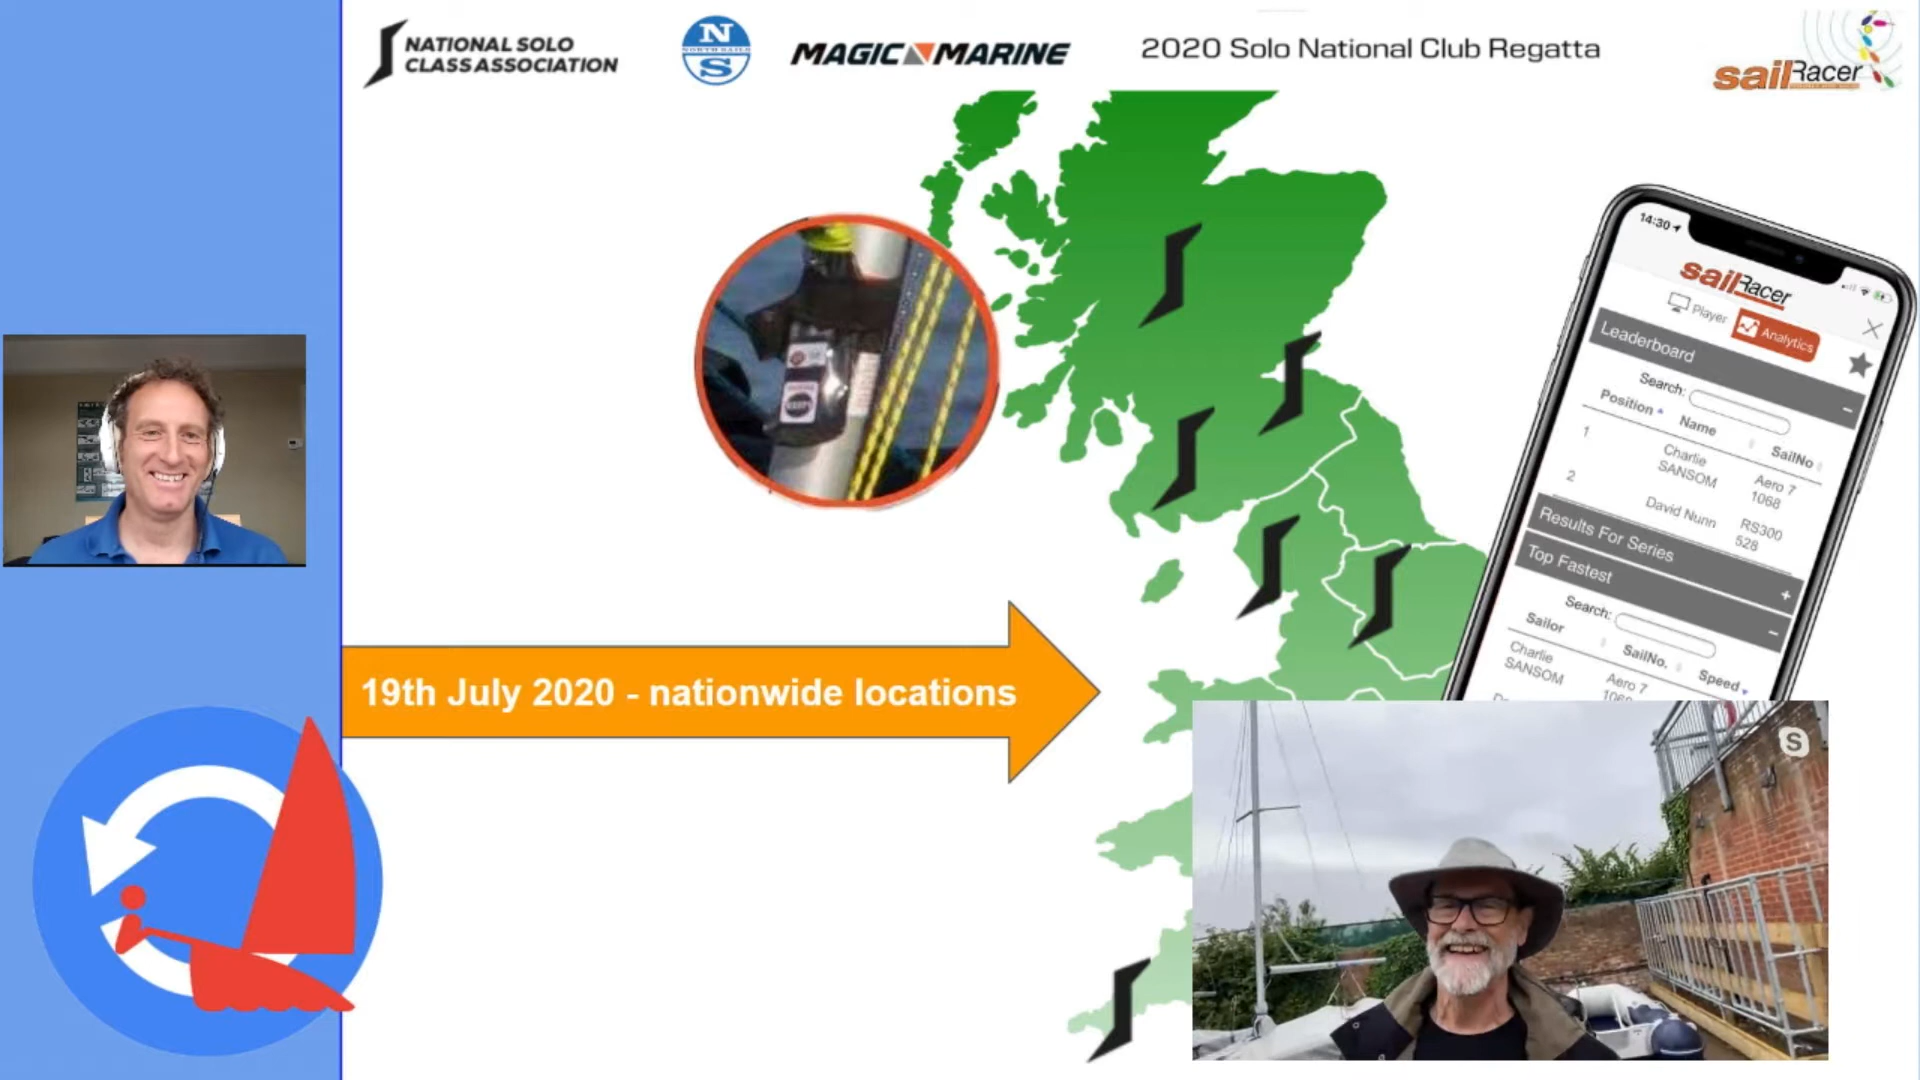 NATIONAL SOLO
CLASS ASSOCIATION
N
NORTH SAILS
S
MAGIC MARINE
2020 Solo National Club Regatta
sailRacer
14:30
sailRacer
Player
Analytics
Leaderboard
Search:
Position
Name
SailNo
1
Charlie
SANSOM
Aero 7
1068
2
David Nunn
RS300
528
Results For Series
Top Fastest
Search:
Sailor
SailNo.
Speed
Charlie
SANSOM
Aero 7
19th July 2020 - nationwide locations
S